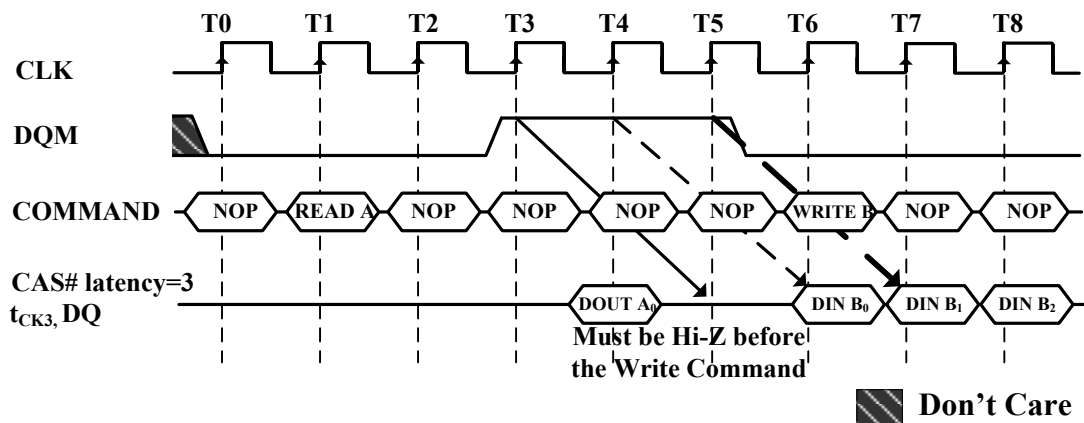 T0 T1 T2 T3 T4 T5 T6 T7 T8
CLK
DQM
COMMAND NOP READ A NOP NOP NOP NOP WRITE B NOP NOP
CAS# latency=3
tCK3, DQ DOUT A0 DIN B0 DIN B1 DIN B2
Must be Hi-Z before
the Write Command
Don't Care